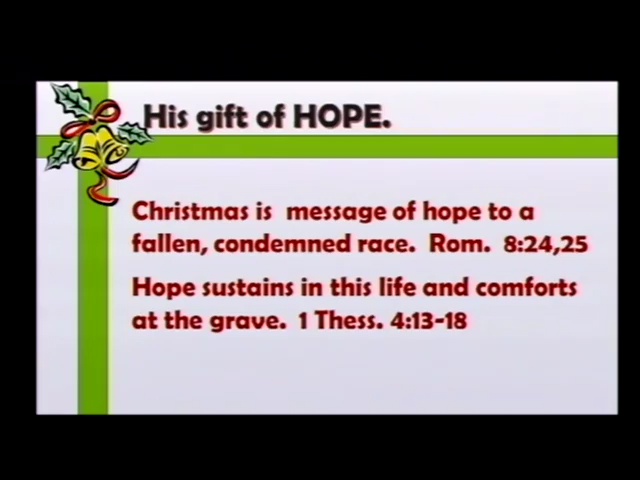 His gift of HOPE.
Christmas is message of hope to a
fallen, condemned race. Rom. 8:24,25
Hope sustains in this life and comforts
at the grave. 1 Thess. 4:13-18